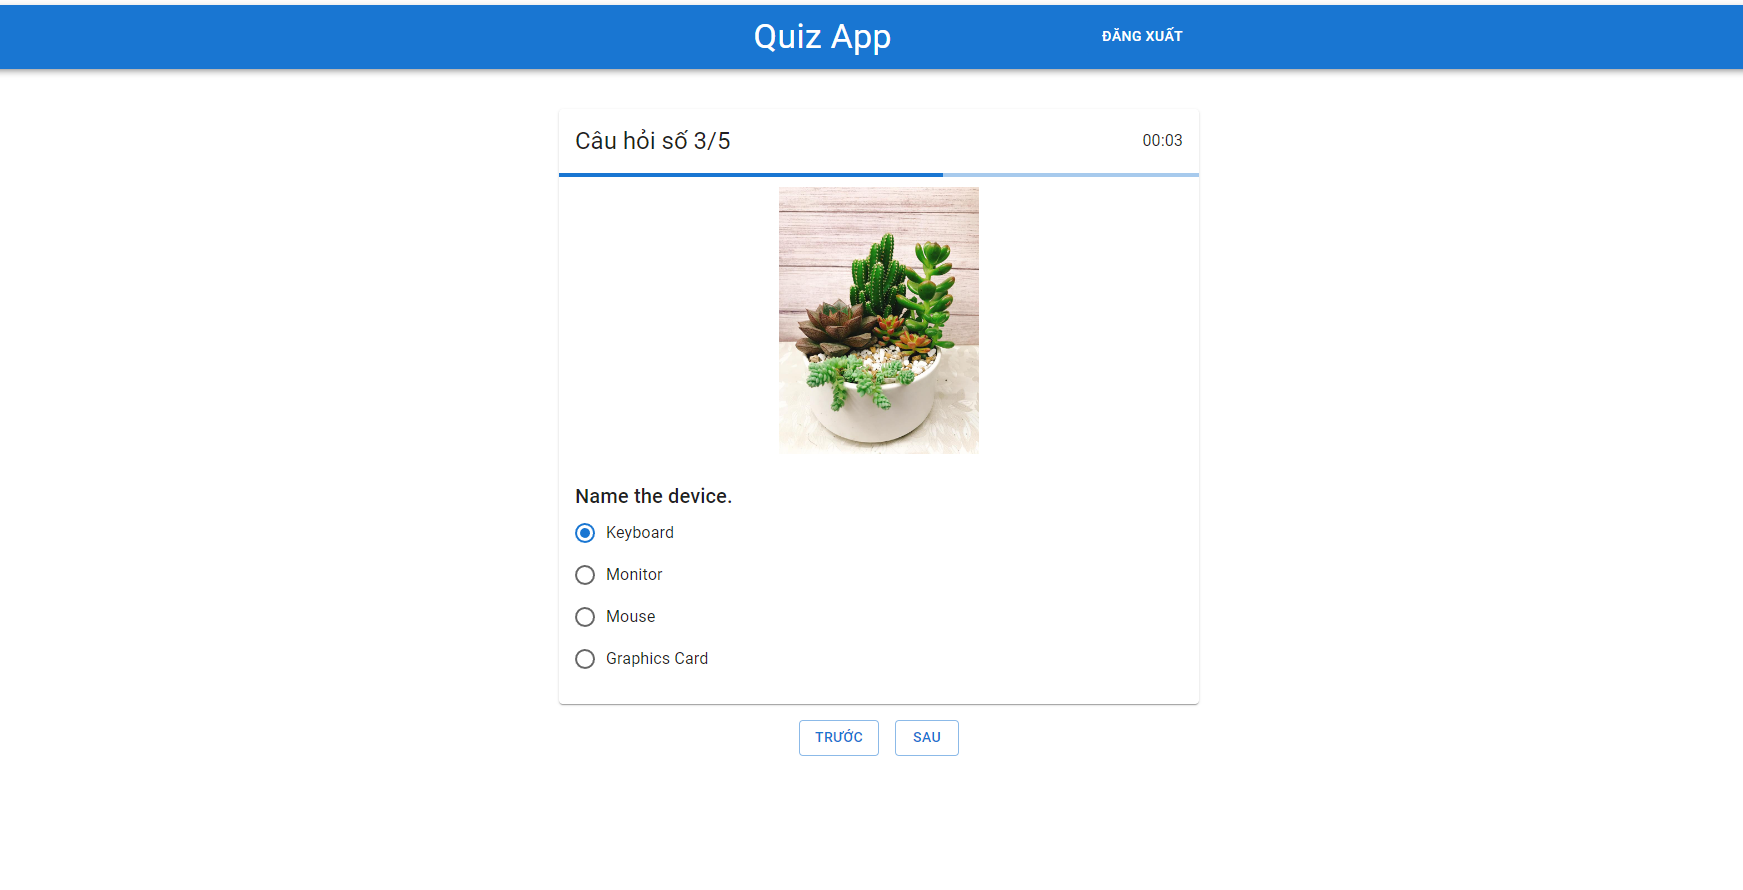 Quiz App
ĐĂNG XUẤT
Câu hỏi số 3/5
00:03
Name the device.
Keyboard
Monitor
Mouse
Graphics Card
TRƯỚC
SAU